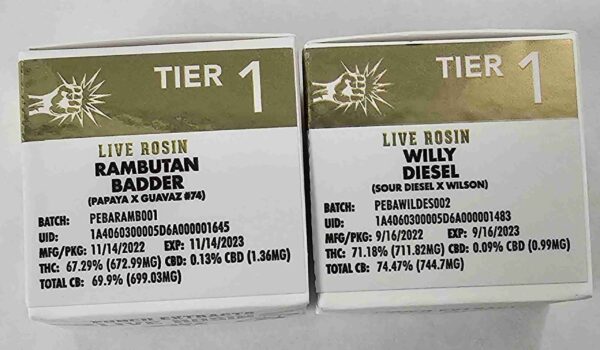 TIER 1
LIVE ROSIN
RAMBUTAN
BADDER
(PAPAYA X GUAVAZ #74)
BATCH: PEBARAMB001
UID: 1A4060300005D6A000001645
MFG/PKG: 11/14/2022 EXP: 11/14/2023
THC: 67.29% (672.99MG) CBD: 0.13% CBD (1.36MG)
TOTAL CB: 69.9% (699.03MG)
TIER 1
LIVE ROSIN
WILLY
DIESEL
(SOUR DIESEL X WILSON)
BATCH: PEBAWILDES002
UID: 1A4060300005D6A000001483
MFG/PKG: 9/16/2022 EXP: 9/16/2023
THC: 71.18% (711.82MG) CBD: 0.09% CBD (0.99MG)
TOTAL CB: 74.47% (744.7MG)